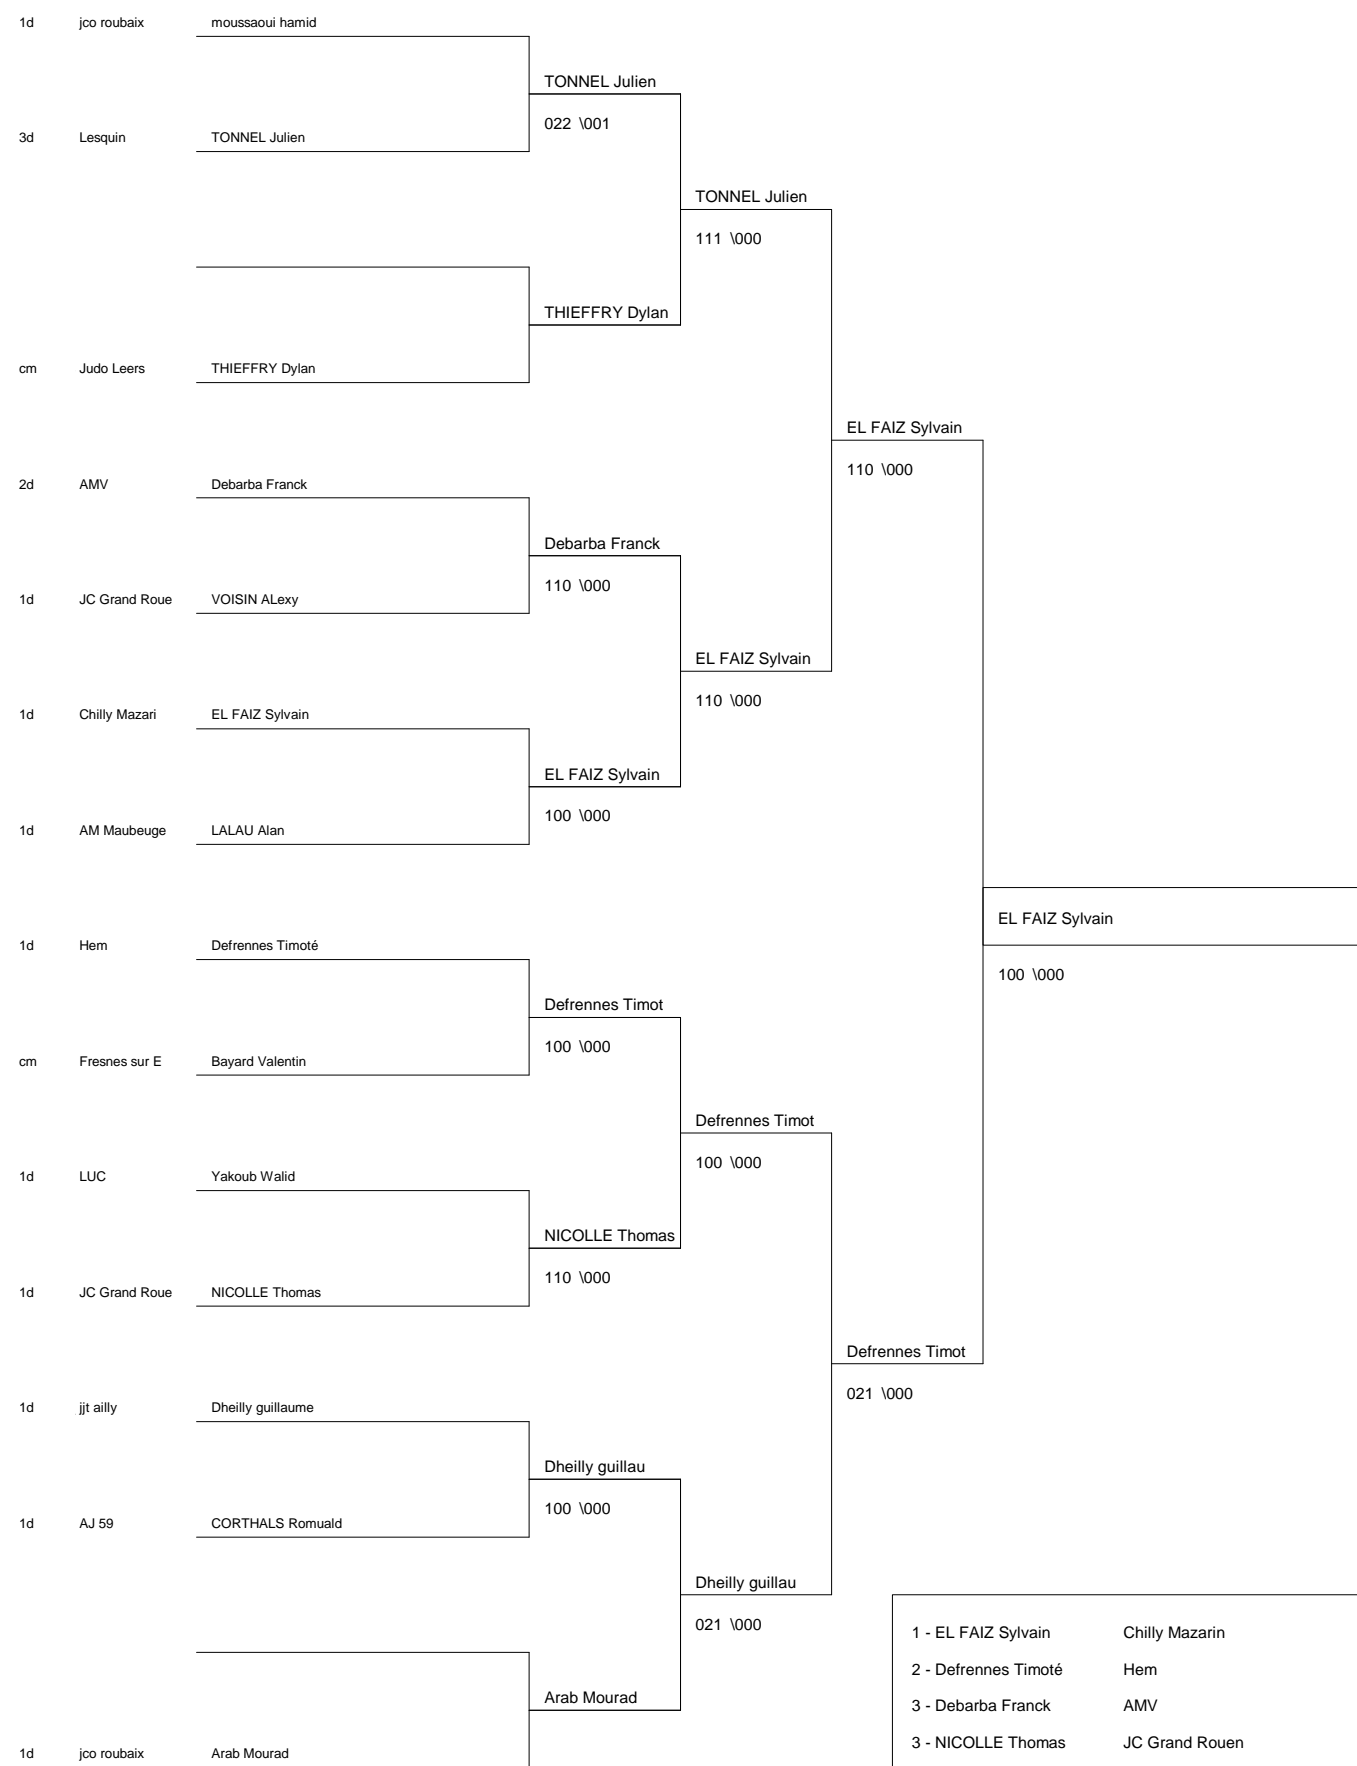 1d jco roubaix moussaoui hamid
TONNEL Julien
022 \001
3d Lesquin TONNEL Julien
TONNEL Julien
111 \000
THIEFFRY Dylan
cm Judo Leers THIEFFRY Dylan
EL FAIZ Sylvain
110 \000
2d AMV Debarba Franck
Debarba Franck
110 \000
1d JC Grand Roue VOISIN ALexy
EL FAIZ Sylvain
110 \000
1d Chilly Mazari EL FAIZ Sylvain
EL FAIZ Sylvain
100 \000
1d AM Maubeuge LALAU Alan
EL FAIZ Sylvain
100 \000
1d Hem Defrennes Timoté
Defrennes Timot
100 \000
cm Fresnes sur E Bayard Valentin
Defrennes Timot
100 \000
1d LUC Yakoub Walid
NICOLLE Thomas
110 \000
1d JC Grand Roue NICOLLE Thomas
Defrennes Timot
021 \000
1d jjt ailly Dheilly guillaume
Dheilly guillau
100 \000
1d AJ 59 CORTHALS Romuald
Dheilly guillau
021 \000
1 - EL FAIZ Sylvain Chilly Mazarin
2 - Defrennes Timoté Hem
Arab Mourad
3 - Debarba Franck AMV
3 - NICOLLE Thomas JC Grand Rouen
1d jco roubaix Arab Mourad